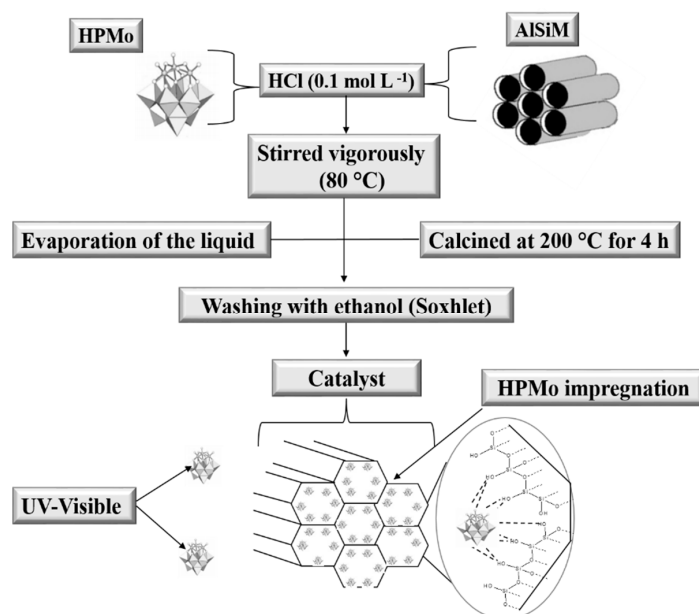 HPMo
AlSiM
HCl (0.1 mol L⁻¹)
Stirred vigorously
(80 °C)
Evaporation of the liquid
Calcined at 200 °C for 4 h
Washing with ethanol (Soxhlet)
Catalyst
HPMo impregnation
UV-Visible